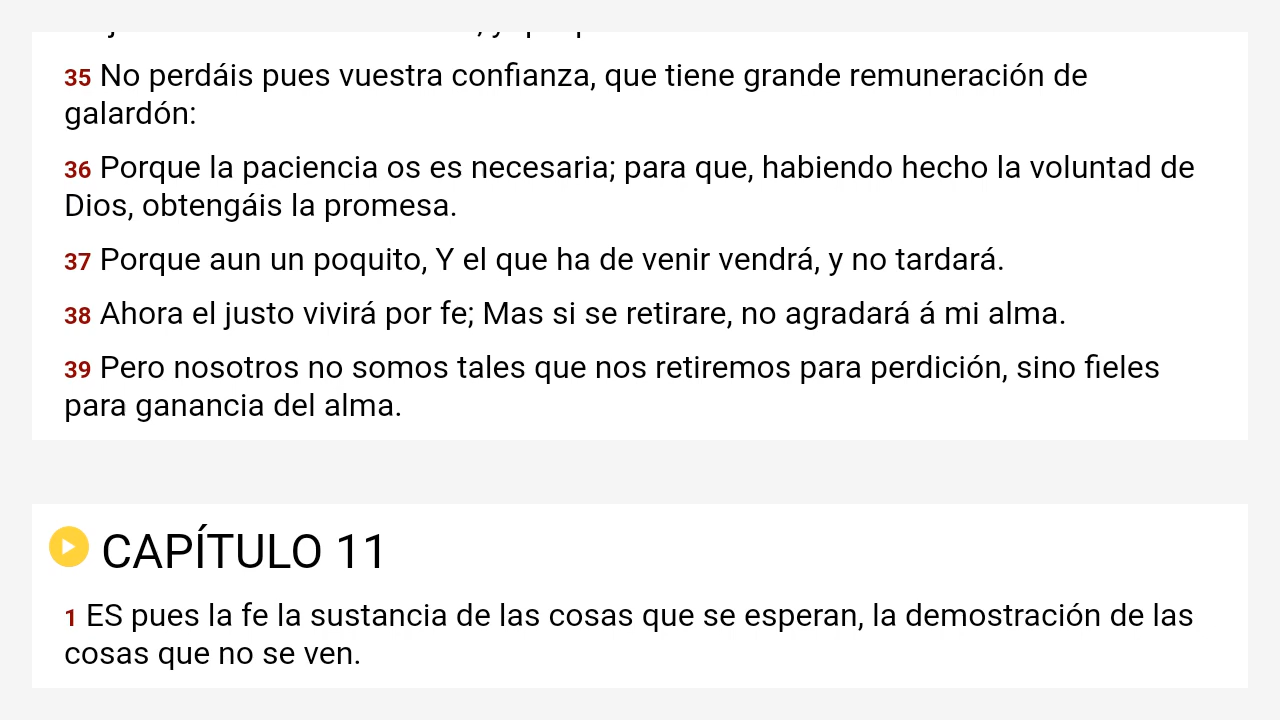 35 No perdáis pues vuestra confianza, que tiene grande remuneración de
galardón:
36 Porque la paciencia os es necesaria; para que, habiendo hecho la voluntad de
Dios, obtengáis la promesa.
37 Porque aun un poquito, Y el que ha de venir vendrá, y no tardará.
38 Ahora el justo vivirá por fe; Mas si se retirare, no agradará á mi alma.
39 Pero nosotros no somos tales que nos retiremos para perdición, sino fieles
para ganancia del alma.
CAPÍTULO 11
1 ES pues la fe la sustancia de las cosas que se esperan, la demostración de las
cosas que no se ven.